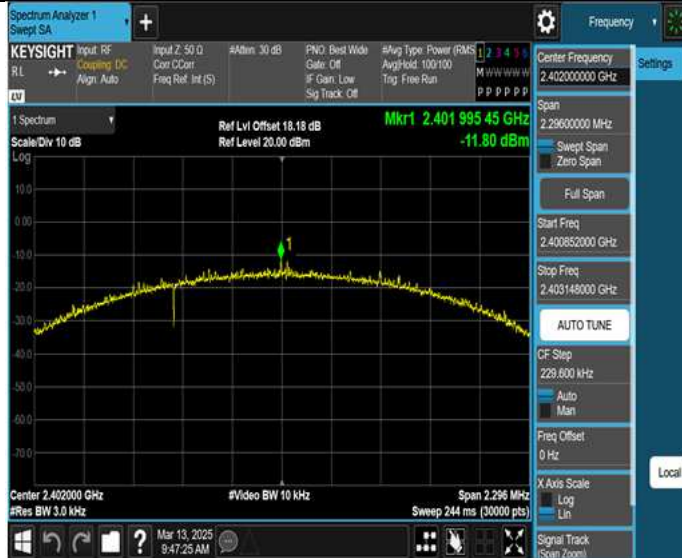 Spectrum Analyzer 1
Swept SA
+
Frequency
KEYSIGHT
RL
Input: RF
Coupling: DC
Align: Auto
Input Z: 50 Ω
Corr CCorr
Freq Ref: Int (S)
#Atten: 30 dB
PNO: Best Wide
Gate: Off
IF Gain: Low
Sig Track: Off
#Avg Type: Power (RMS
Avg|Hold: 100/100
Trig: Free Run
1 2 3 4 5 6
M W W W W W
P P P P P P
1 Spectrum
Scale/Div 10 dB
Log
Ref Lvl Offset 18.18 dB
Ref Level 20.00 dBm
Mkr1 2.401 995 45 GHz
-11.80 dBm
10.0
0.00
-10.0
-20.0
-30.0
-40.0
-50.0
-60.0
-70.0
1
Center 2.402000 GHz
#Res BW 3.0 kHz
#Video BW 10 kHz
Span 2.296 MHz
Sweep 244 ms (30000 pts)
Mar 13, 2025
9:47:25 AM
?
Center Frequency
2.402000000 GHz
Span
2.29600000 MHz
Swept Span
Zero Span
Full Span
Start Freq
2.400852000 GHz
Stop Freq
2.403148000 GHz
AUTO TUNE
CF Step
229.600 kHz
Auto
Man
Freq Offset
0 Hz
X Axis Scale
Log
Lin
Signal Track
(Span Zoom)
Settings
Local